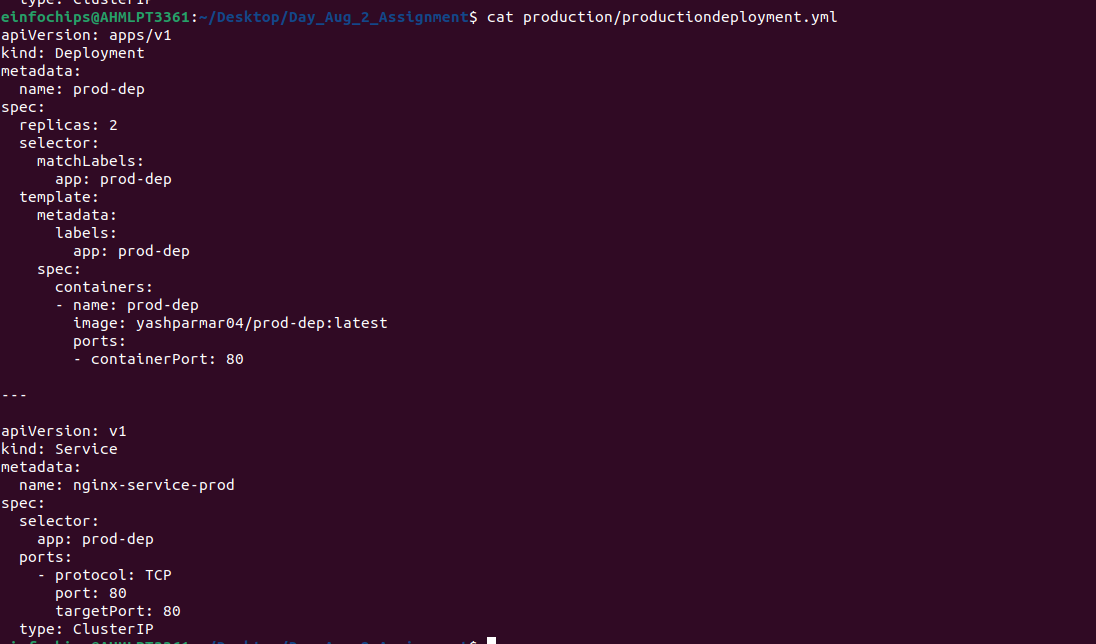 type: ClusterIP
einfochips@AHMLPT3361:~/Desktop/Day_Aug_2_Assignment$ cat production/productiondeployment.yml
apiVersion: apps/v1
kind: Deployment
metadata:
  name: prod-dep
spec:
  replicas: 2
  selector:
    matchLabels:
      app: prod-dep
  template:
    metadata:
      labels:
        app: prod-dep
    spec:
      containers:
      - name: prod-dep
        image: yashparmar04/prod-dep:latest
        ports:
        - containerPort: 80

---

apiVersion: v1
kind: Service
metadata:
  name: nginx-service-prod
spec:
  selector:
    app: prod-dep
  ports:
    - protocol: TCP
      port: 80
      targetPort: 80
  type: ClusterIP
einfochips@AHMLPT3361:~/Desktop/Day_Aug_2_Assignment$